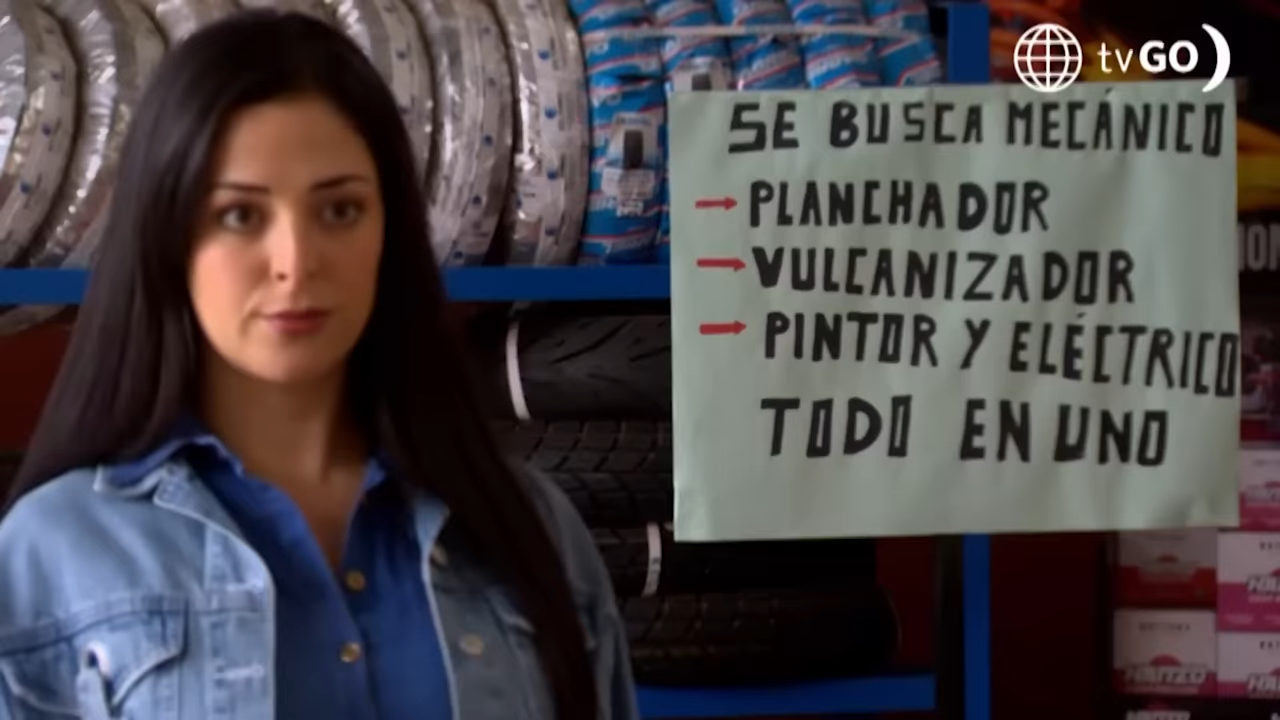 tvGO
SE BUSCA MECÁNICO
PLANCHADOR
VULCANIZADOR
PINTOR Y ELÉCTRICO
TODO EN UNO